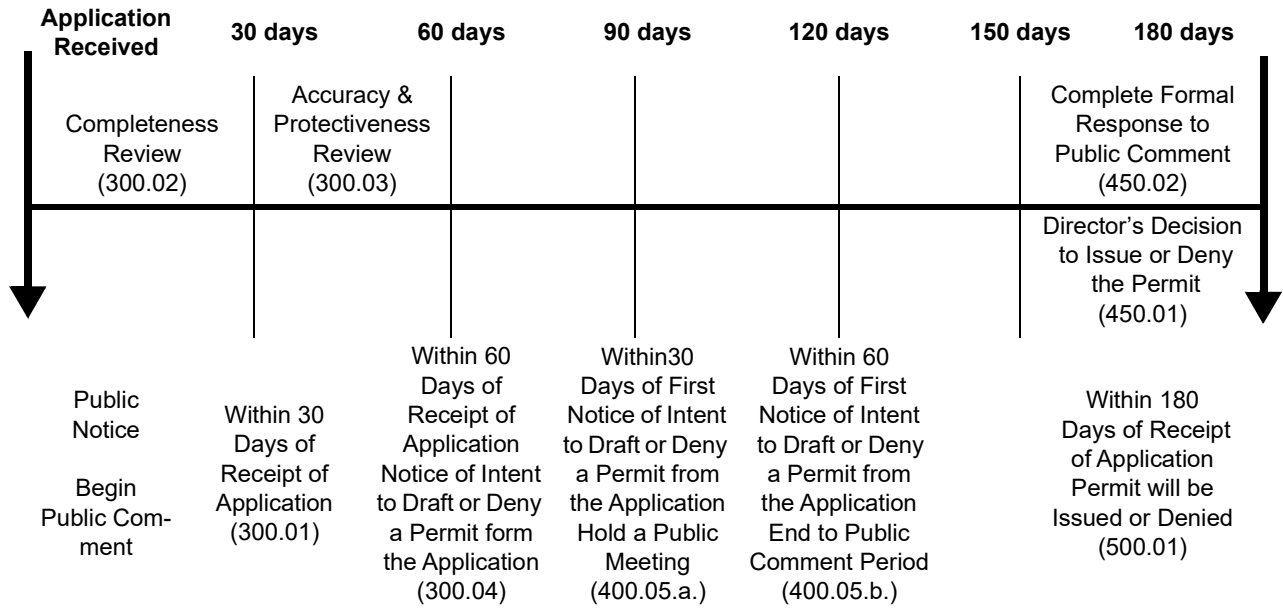 Application
Received
30 days
60 days
90 days
120 days
150 days
180 days
Completeness
Review
(300.02)
Accuracy &
Protectiveness
Review
(300.03)
Complete Formal
Response to
Public Comment
(450.02)
Director's Decision
to Issue or Deny
the Permit
(450.01)
Public
Notice
Begin
Public Com-
ment
Within 30
Days of
Receipt of
Application
(300.01)
Within 60
Days of
Receipt of
Application
Notice of Intent
to Draft or Deny
a Permit form
the Application
(300.04)
Within30
Days of First
Notice of Intent
to Draft or Deny
a Permit from
the Application
Hold a Public
Meeting
(400.05.a.)
Within 60
Days of First
Notice of Intent
to Draft or Deny
a Permit from
the Application
End to Public
Comment Period
(400.05.b.)
Within 180
Days of Receipt
of Application
Permit will be
Issued or Denied
(500.01)